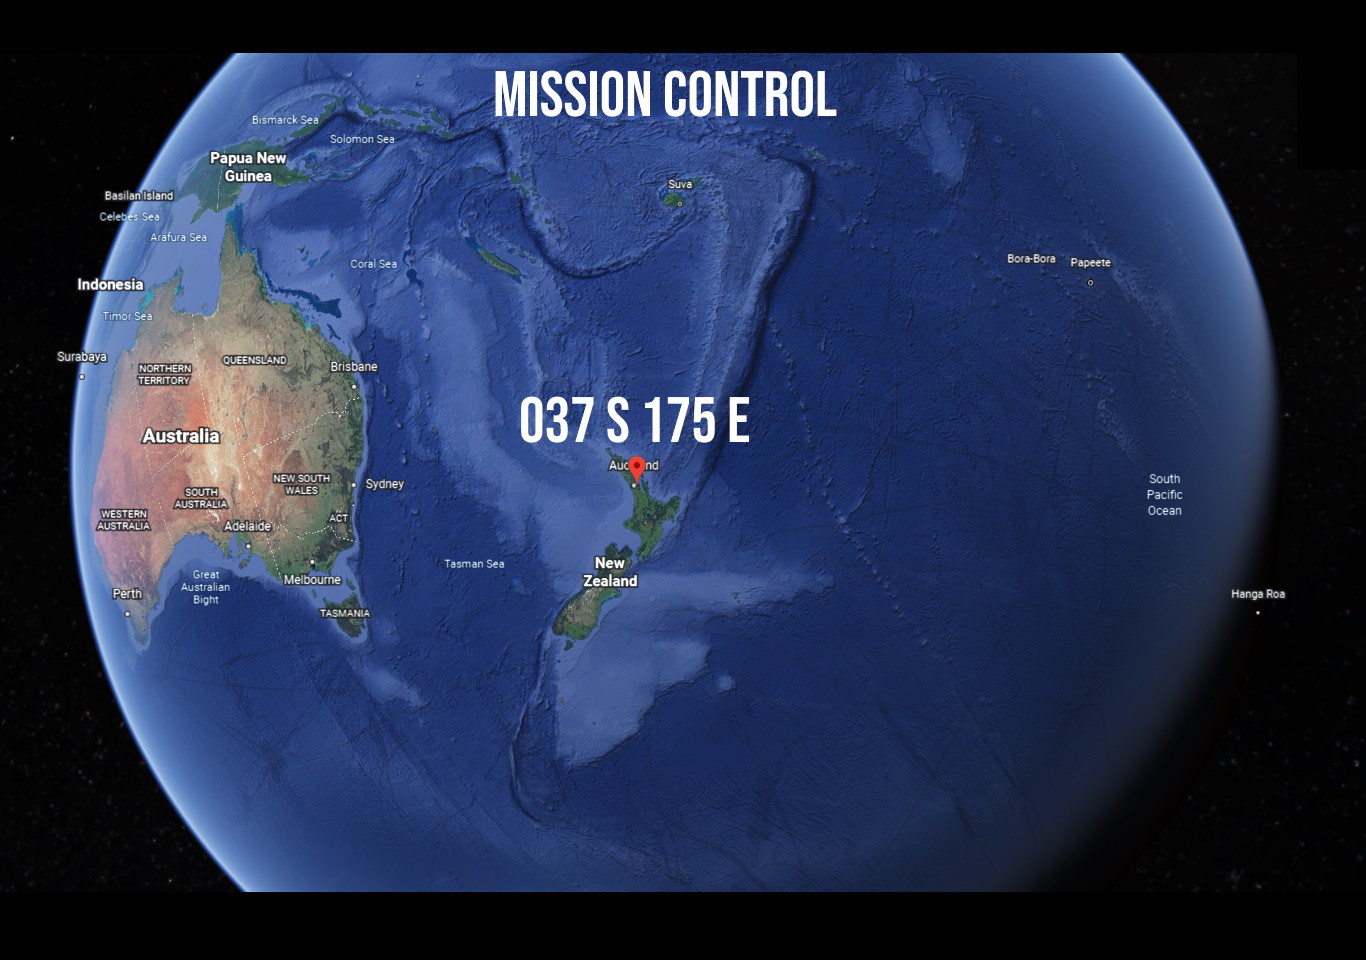 MISSION CONTROL
Bismarck Sea
Solomon Sea
Papua New
Guinea
Basilan Island
Celebes Sea
Arafura Sea
Suva
Coral Sea
Bora-Bora
Papeete
Indonesia
Timor Sea
Surabaya
NORTHERN
TERRITORY
QUEENSLAND
Brisbane
037 S 175 E
Australia
Auckland
NEW SOUTH
WALES
Sydney
SOUTH
AUSTRALIA
WESTERN
AUSTRALIA
Adelaide
ACT
South
Pacific
Ocean
Tasman Sea
New
Zealand
Great
Australian
Bight
Melbourne
Perth
TASMANIA
Hanga Roa